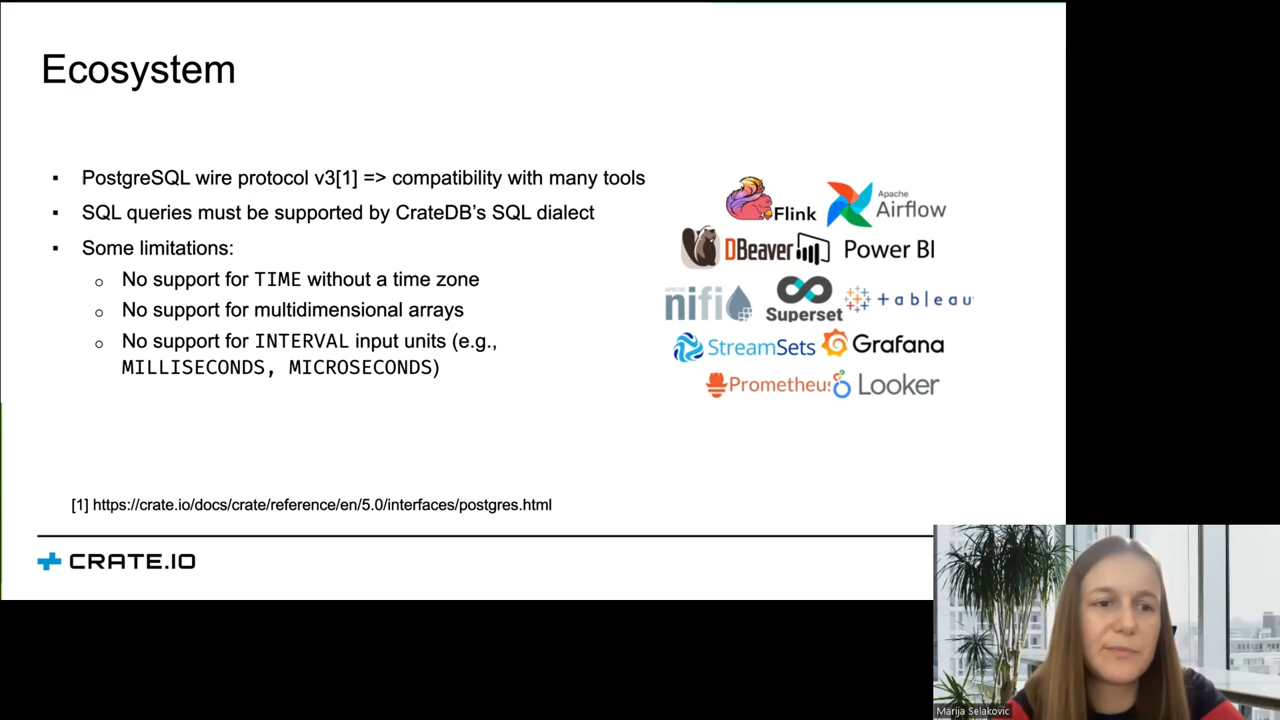 Ecosystem
▪ PostgreSQL wire protocol v3[1] => compatibility with many tools
▪ SQL queries must be supported by CrateDB’s SQL dialect
▪ Some limitations:
○ No support for TIME without a time zone
○ No support for multidimensional arrays
○ No support for INTERVAL input units (e.g.,
MILLISECONDS, MICROSECONDS)
Flink
Apache
Airflow
DBeaver
Power BI
APACHE
nifi
Superset
+ableau
StreamSets
Grafana
Prometheus
Looker
[1] https://crate.io/docs/crate/reference/en/5.0/interfaces/postgres.html
CRATE.IO
Marija Selakovic